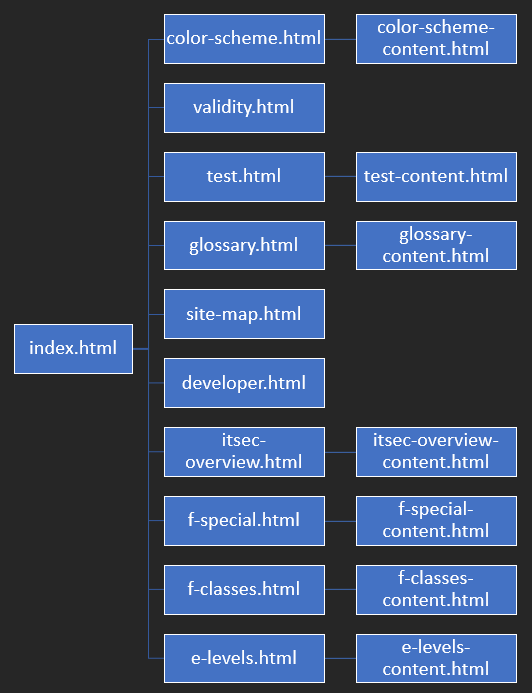 color-scheme.html
color-scheme-
content.html
validity.html
test.html
test-content.html
glossary.html
glossary-
content.html
site-map.html
index.html
developer.html
itsec-
overview.html
itsec-overview-
content.html
f-special.html
f-special-
content.html
f-classes.html
f-classes-
content.html
e-levels.html
e-levels-
content.html